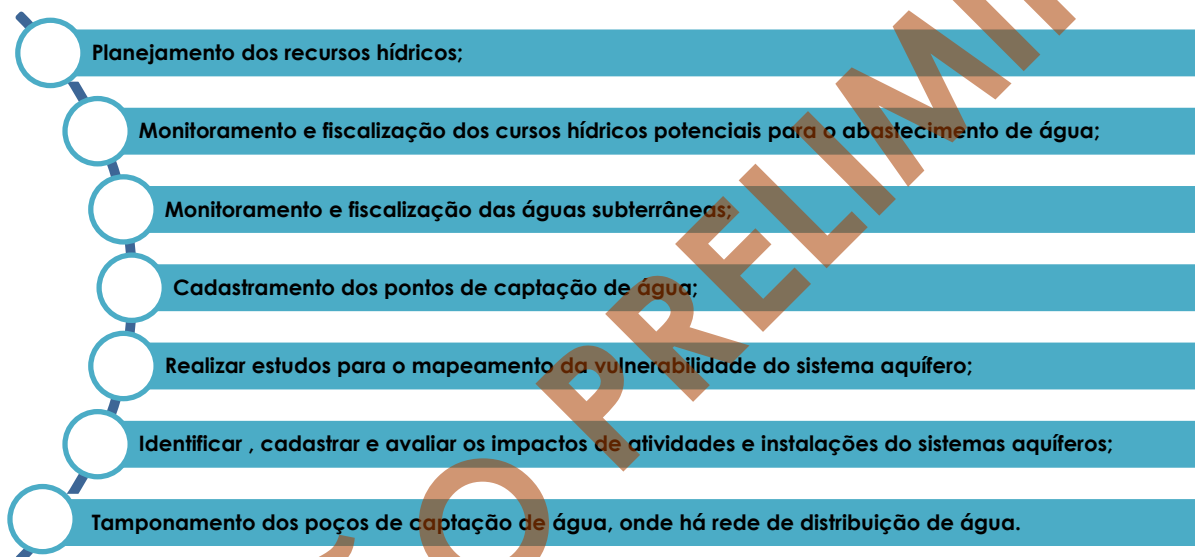 Planejamento dos recursos hídricos;
Monitoramento e fiscalização dos cursos hídricos potenciais para o abastecimento de água;
Monitoramento e fiscalização das águas subterrâneas;
Cadastramento dos pontos de captação de água;
Realizar estudos para o mapeamento da vulnerabilidade do sistema aquífero;
Identificar , cadastrar e avaliar os impactos de atividades e instalações do sistemas aquíferos;
Tamponamento dos poços de captação de água, onde há rede de distribuição de água.
O PRELIMI